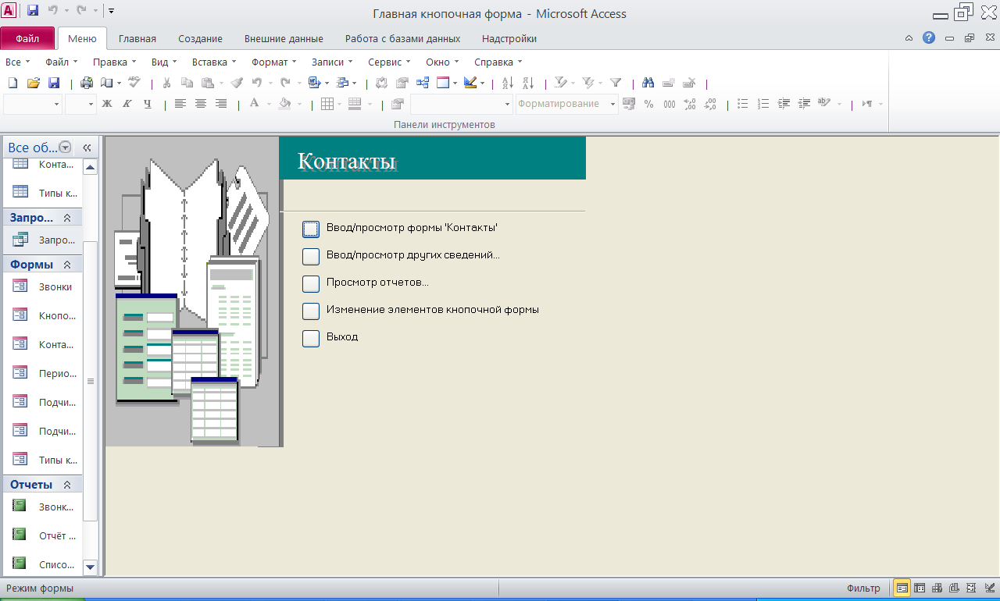 Главная кнопочная форма - Microsoft Access
Файл Меню Главная Создание Внешние данные Работа с базами данных Надстройки
Все Файл Правка Вид Вставка Формат Записи Сервис Окно Справка
Ж К Ч A Форматирование % 000
Панели инструментов
Все об...
Конта...
Типы к...
Запро...
Запро...
Формы
Звонки
Кнопо...
Конта...
Перио...
Подчи...
Подчи...
Типы к...
Отчеты
Звонк...
Отчёт ...
Списо...
Контакты
Ввод/просмотр формы 'Контакты'
Ввод/просмотр других сведений...
Просмотр отчетов...
Изменение элементов кнопочной формы
Выход
Режим формы Фильтр